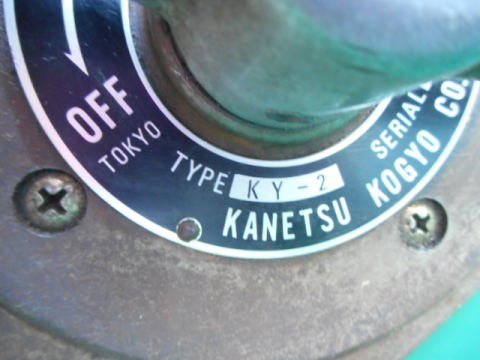 OFF
TOKYO
TYPE KY-2
SERIAL
KANETSU KOGYO CO.